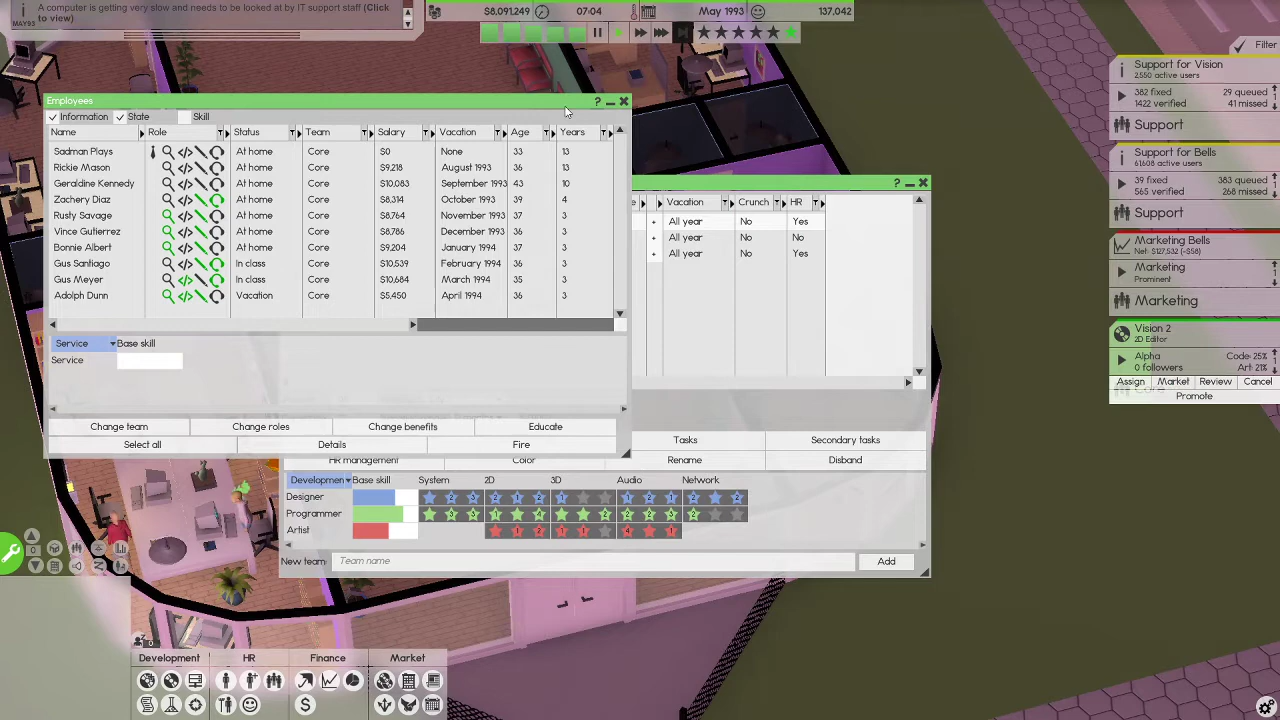 A computer is getting very slow and needs to be looked at by IT support staff (Click
to view)
MAY93
$8,091,249
07:04
May 1993
137,042
Filter
Support for Vision
2,550 active users
382 fixed
29 queued
1422 verified
41 missed
Support
Support for Bells
61608 active users
39 fixed
383 queued
565 verified
268 missed
Support
Marketing Bells
Net: $127,532 (-$58)
Marketing
Prominent
Marketing
Vision 2
2D Editor
Alpha
Code: 25%
0 followers
Art: 21%
Assign
Market
Review
Cancel
Promote
Employees
? 
Information
State
Skill
Name
Role
Status
Team
Salary
Vacation
Age
Years
Sadman Plays At home Core $0 None 33 13
Rickie Mason At home Core $9,218 August 1993 36 13
Geraldine Kennedy At home Core $10,083 September 1993 43 10
Zachery Diaz At home Core $8,314 October 1993 39 4
Rusty Savage At home Core $8,764 November 1993 37 3
Vince Gutierrez At home Core $8,786 December 1993 36 3
Bonnie Albert At home Core $9,204 January 1994 37 3
Gus Santiago In class Core $10,539 February 1994 36 3
Gus Meyer In class Core $10,684 March 1994 35 3
Adolph Dunn Vacation Core $5,450 April 1994 36 3
Service
Base skill
Service
Change team
Change roles
Change benefits
Educate
Select all
Details
Fire
?
Vacation
Crunch
HR
+ All year No Yes
+ All year No No
+ All year No Yes
Tasks
Secondary tasks
HR management
Color
Rename
Disband
Developmen
Base skill
System
2D
3D
Audio
Network
Designer
Programmer
Artist
New team:
Team name
Add
Development
HR
Finance
Market